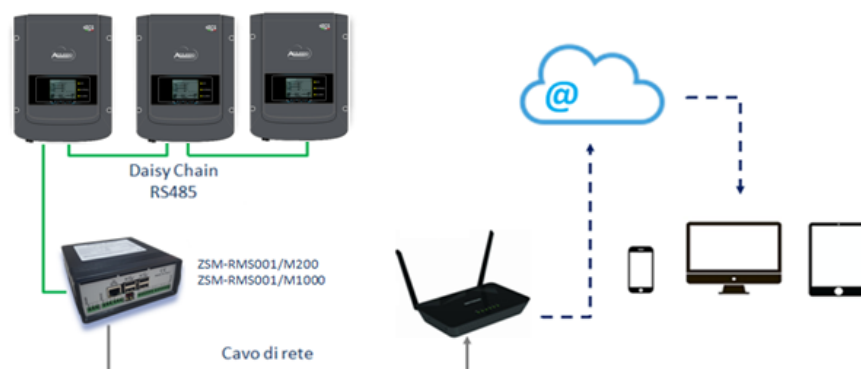 Daisy Chain
RS485
ZSM-RMS001/M200
ZSM-RMS001/M1000
Cavo di rete
@